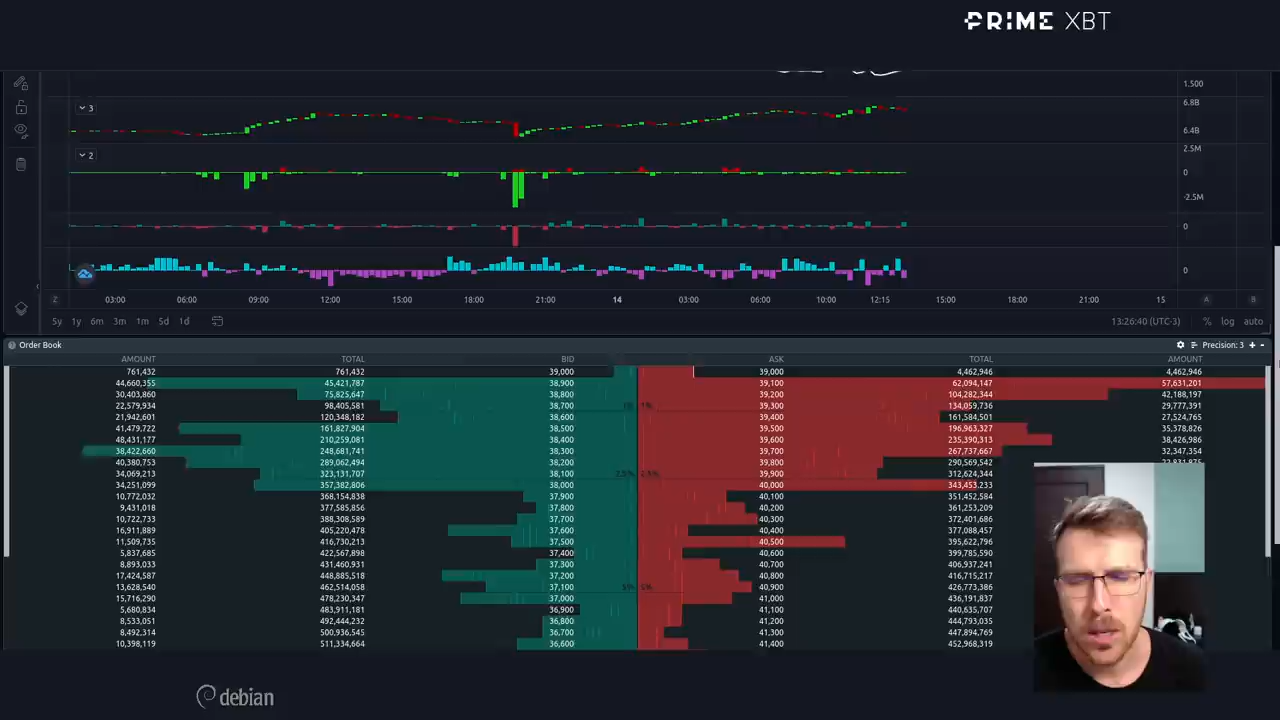 PRIME XBT
1.500
3
6.8B
6.4B
2
2.5M
0
-2.5M
0
0
Z 03:00 06:00 09:00 12:00 15:00 18:00 21:00 14 03:00 06:00 10:00 12:15 15:00 18:00 21:00 15 A B
5y 1y 6m 3m 1m 5d 1d 13:26:40 (UTC-3) % log auto
Order Book Precision: 3 + -
AMOUNT TOTAL BID ASK TOTAL AMOUNT
761,432 761,432 39,000 39,000 4,462,946 4,462,946
44,660,355 45,421,787 38,900 39,100 62,094,147 57,631,201
30,403,860 75,825,647 38,800 39,200 104,282,344 42,188,197
22,579,934 98,405,581 38,700 1% 1% 39,300 134,059,736 29,777,391
21,942,601 120,348,182 38,600 39,400 161,584,501 27,524,765
41,479,722 161,827,904 38,500 39,500 196,963,327 35,378,826
48,431,177 210,259,081 38,400 39,600 235,390,313 38,426,986
38,422,660 248,681,741 38,300 39,700 267,737,667 32,347,354
40,380,753 289,062,494 38,200 39,800 290,569,542 22,831,875
34,069,213 323,131,707 38,100 2.5% 2.5% 39,900 312,624,344
34,251,099 357,382,806 38,000 40,000 343,453,233
10,772,032 368,154,838 37,900 40,100 351,452,584
9,431,018 377,585,856 37,800 40,200 361,253,209
10,722,733 388,308,589 37,700 40,300 372,401,686
16,911,889 405,220,478 37,600 40,400 377,088,457
11,509,735 416,730,213 37,500 40,500 395,622,796
5,837,685 422,567,898 37,400 40,600 399,785,590
8,893,033 431,460,931 37,300 40,700 406,937,241
17,424,587 448,885,518 37,200 40,800 416,715,217
13,628,540 462,514,058 37,100 5% 5% 40,900 426,773,386
15,716,290 478,230,347 37,000 41,000 436,191,837
5,680,834 483,911,181 36,900 41,100 440,635,707
8,533,051 492,444,232 36,800 41,200 444,793,035
8,492,314 500,936,545 36,700 41,300 447,894,769
10,398,119 511,334,664 36,600 41,400 452,968,319
debian